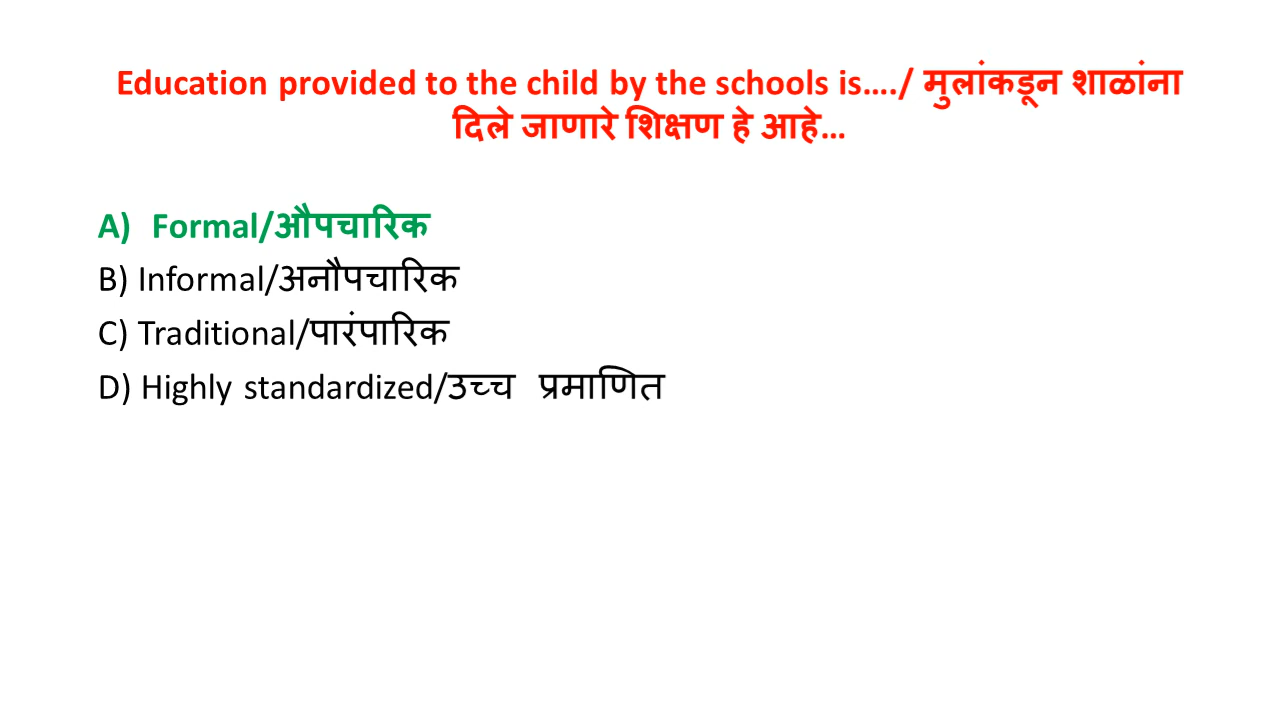 Education provided to the child by the schools is…./ मुलांकडून शाळांना
दिले जाणारे शिक्षण हे आहे…
A) Formal/औपचारिक
B) Informal/अनौपचारिक
C) Traditional/पारंपारिक
D) Highly standardized/उच्च प्रमाणित